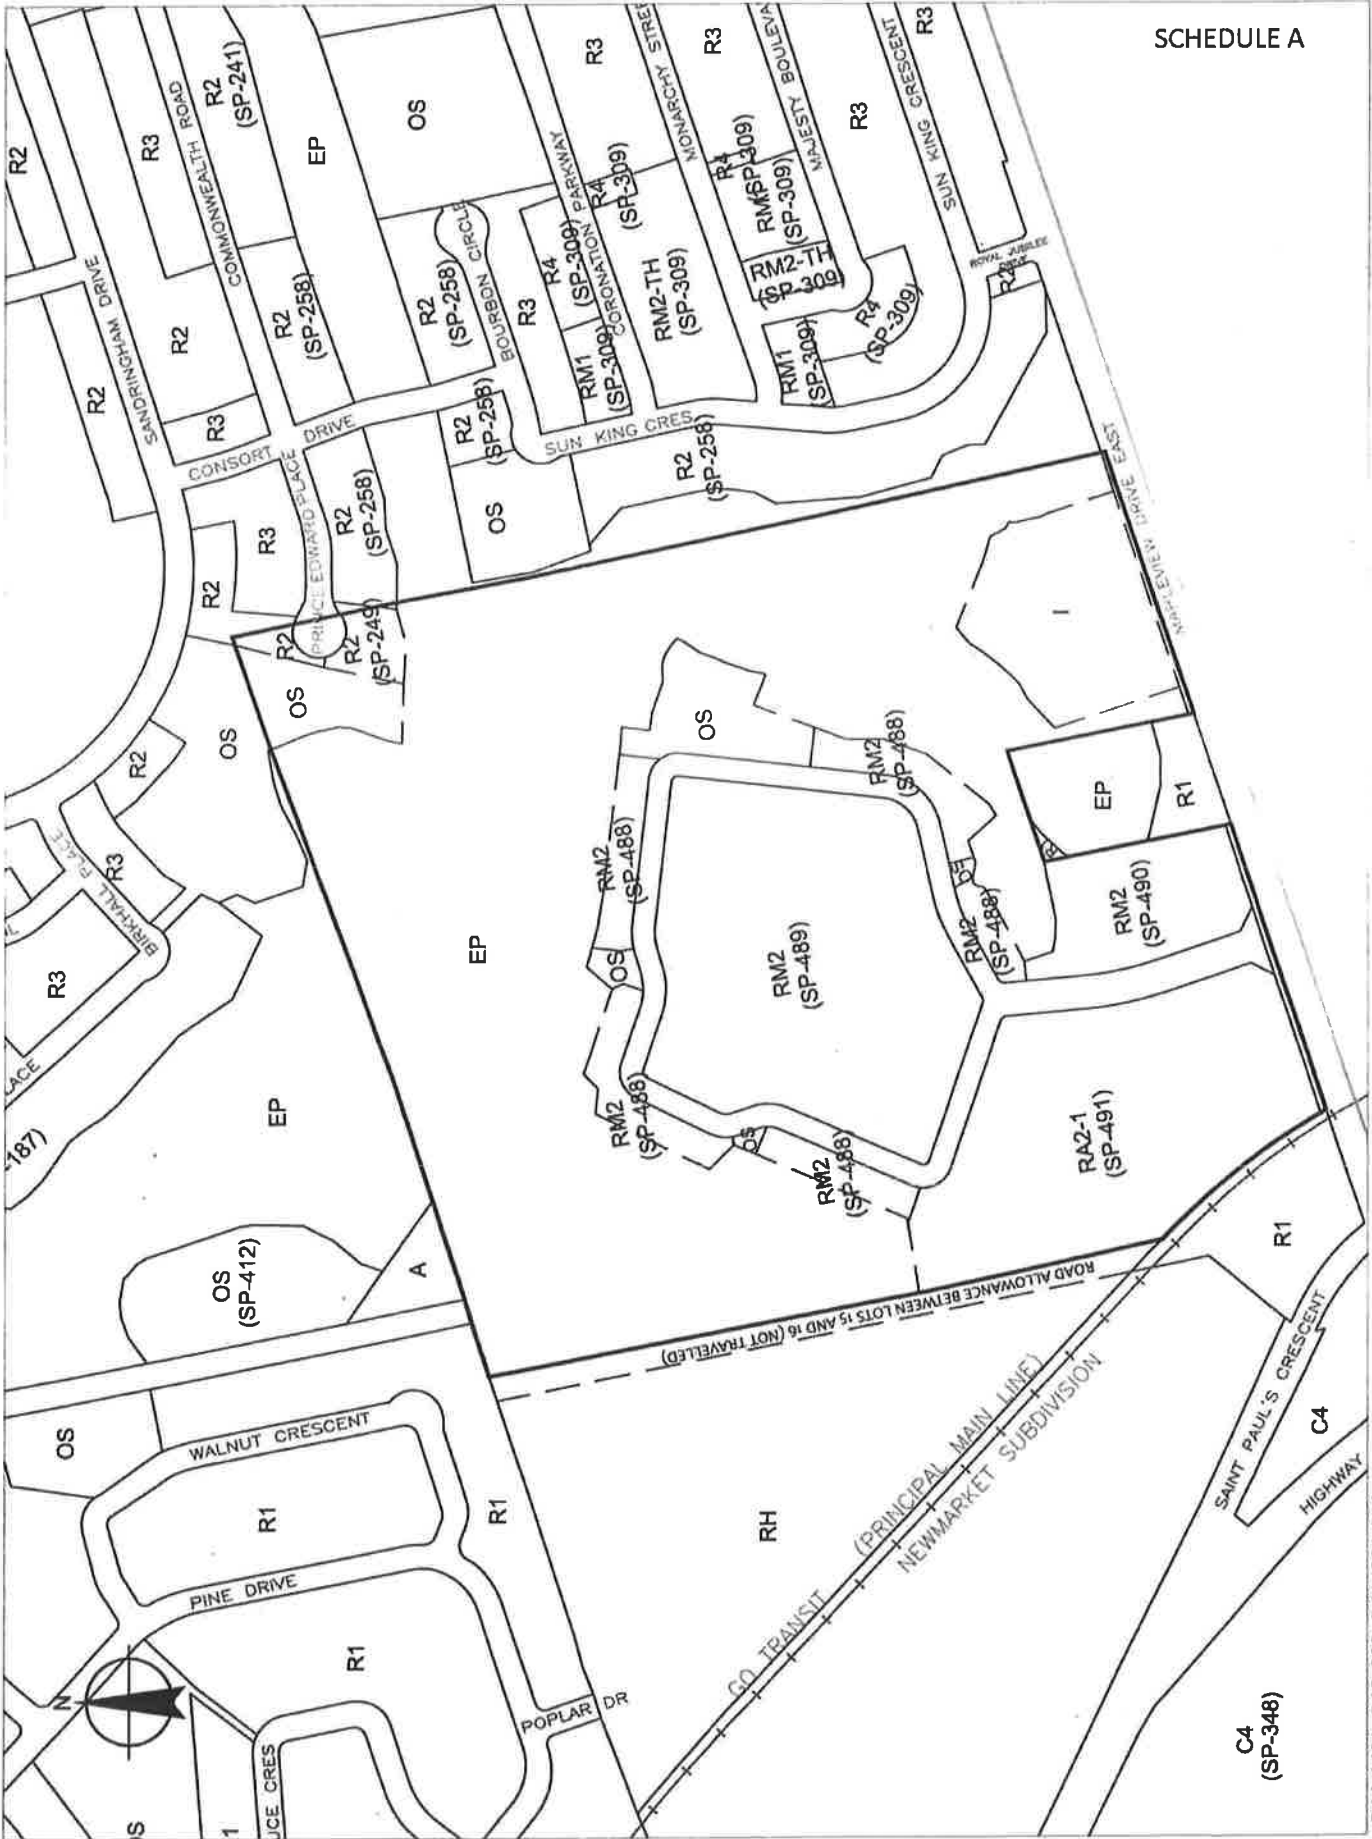 SCHEDULE A
R2
R3
COMMONWEALTH ROAD
R2
(SP-241)
EP
OS
R3
MONARCHY
R3
MAJESTY
R3
SUN KING CRESCENT
R3
SANDRINGHAM DRIVE
R2
R2
R3
R2
(SP-258)
R2
(SP-258)
BOURBON CIRCLE
R3
R4
(SP-309)
CORONATION PARKWAY
R4
(SP-309)
RM1
(SP-309)
RM2-TH
(SP-309)
R4
(SP-309)
(SP-309)
RM2-TH
(SP-309)
RM1
(SP-309)
R4
(SP-309)
ROYAL JUBILEE
DRIVE
R2
CONSORT DRIVE
R2
(SP-258)
SUN KING CRES
R2
(SP-258)
OS
R2
(SP-258)
PRINCE EDWARD PLACE
R3
R2
R2
R2
(SP-249)
OS
OS
R2
R3
BIRKHALL PLACE
R3
MAPLEVIEW DRIVE EAST
I
OS
RM2
(SP-488)
RM2
(SP-488)
EP
R1
EP
OS
RM2
(SP-489)
RM2
(SP-488)
RM2
(SP-490)
RM2
(SP-488)
OS
RM2
(SP-488)
RA2-1
(SP-491)
EP
OS
(SP-412)
A
ROAD ALLOWANCE BETWEEN LOTS 15 AND 16 (NOT TRAVELLED)
R1
SAINT PAUL'S CRESCENT
C4
HIGHWAY
OS
WALNUT CRESCENT
R1
R1
PINE DRIVE
R1
POPLAR DR
RH
GO TRANSIT
(PRINCIPAL MAIN LINE)
NEWMARKET SUBDIVISION
C4
(SP-348)
N